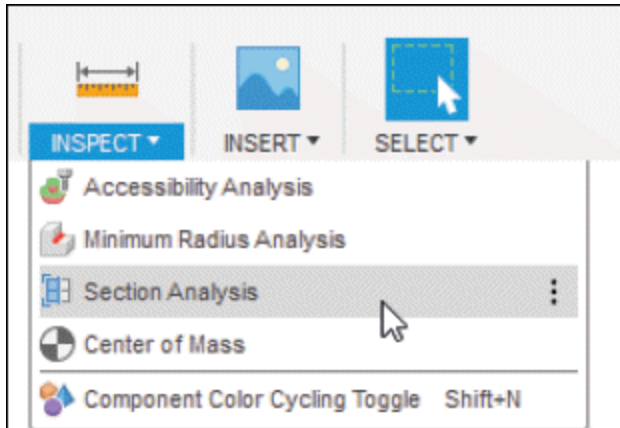 INSPECT INSERT SELECT
Accessibility Analysis
Minimum Radius Analysis
Section Analysis
Center of Mass
Component Color Cycling Toggle Shift+N